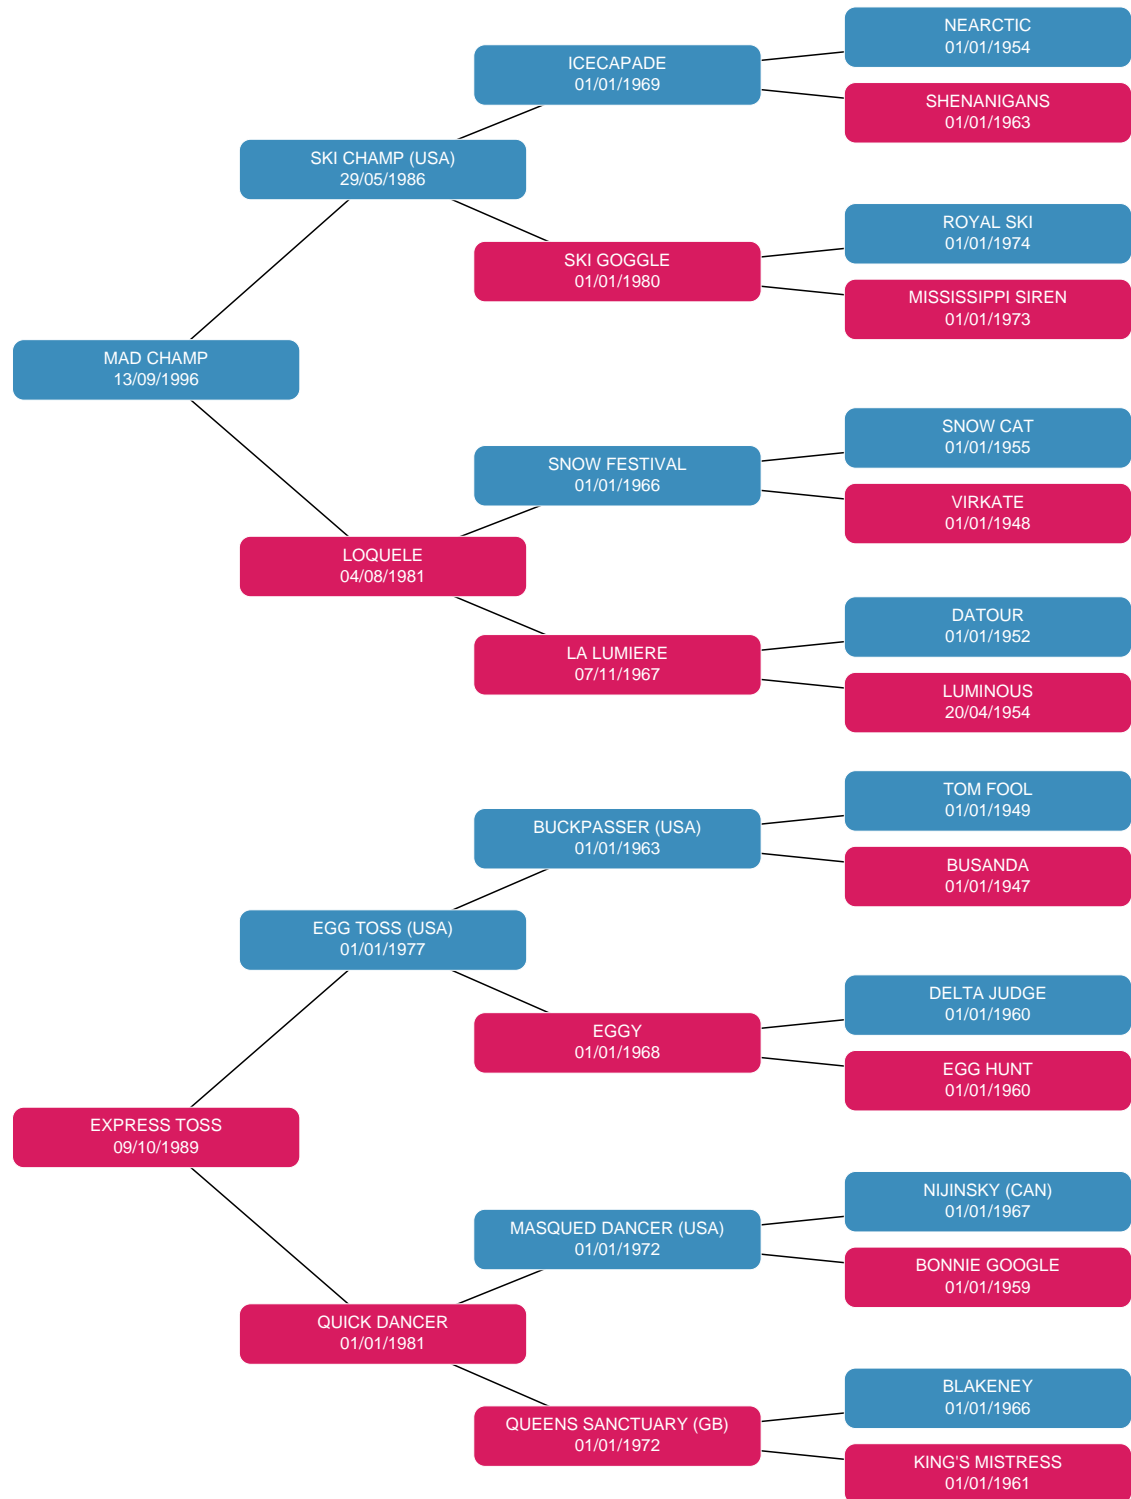 NEARCTIC
01/01/1954
ICECAPADE
01/01/1969
SHENANIGANS
01/01/1963
SKI CHAMP (USA)
29/05/1986
ROYAL SKI
01/01/1974
SKI GOGGLE
01/01/1980
MISSISSIPPI SIREN
01/01/1973
MAD CHAMP
13/09/1996
SNOW CAT
01/01/1955
SNOW FESTIVAL
01/01/1966
VIRKATE
01/01/1948
LOQUELE
04/08/1981
DATOUR
01/01/1952
LA LUMIERE
07/11/1967
LUMINOUS
20/04/1954
TOM FOOL
01/01/1949
BUCKPASSER (USA)
01/01/1963
BUSANDA
01/01/1947
EGG TOSS (USA)
01/01/1977
DELTA JUDGE
01/01/1960
EGGY
01/01/1968
EGG HUNT
01/01/1960
EXPRESS TOSS
09/10/1989
NIJINSKY (CAN)
01/01/1967
MASQUED DANCER (USA)
01/01/1972
BONNIE GOOGLE
01/01/1959
QUICK DANCER
01/01/1981
BLAKENEY
01/01/1966
QUEENS SANCTUARY (GB)
01/01/1972
KING'S MISTRESS
01/01/1961